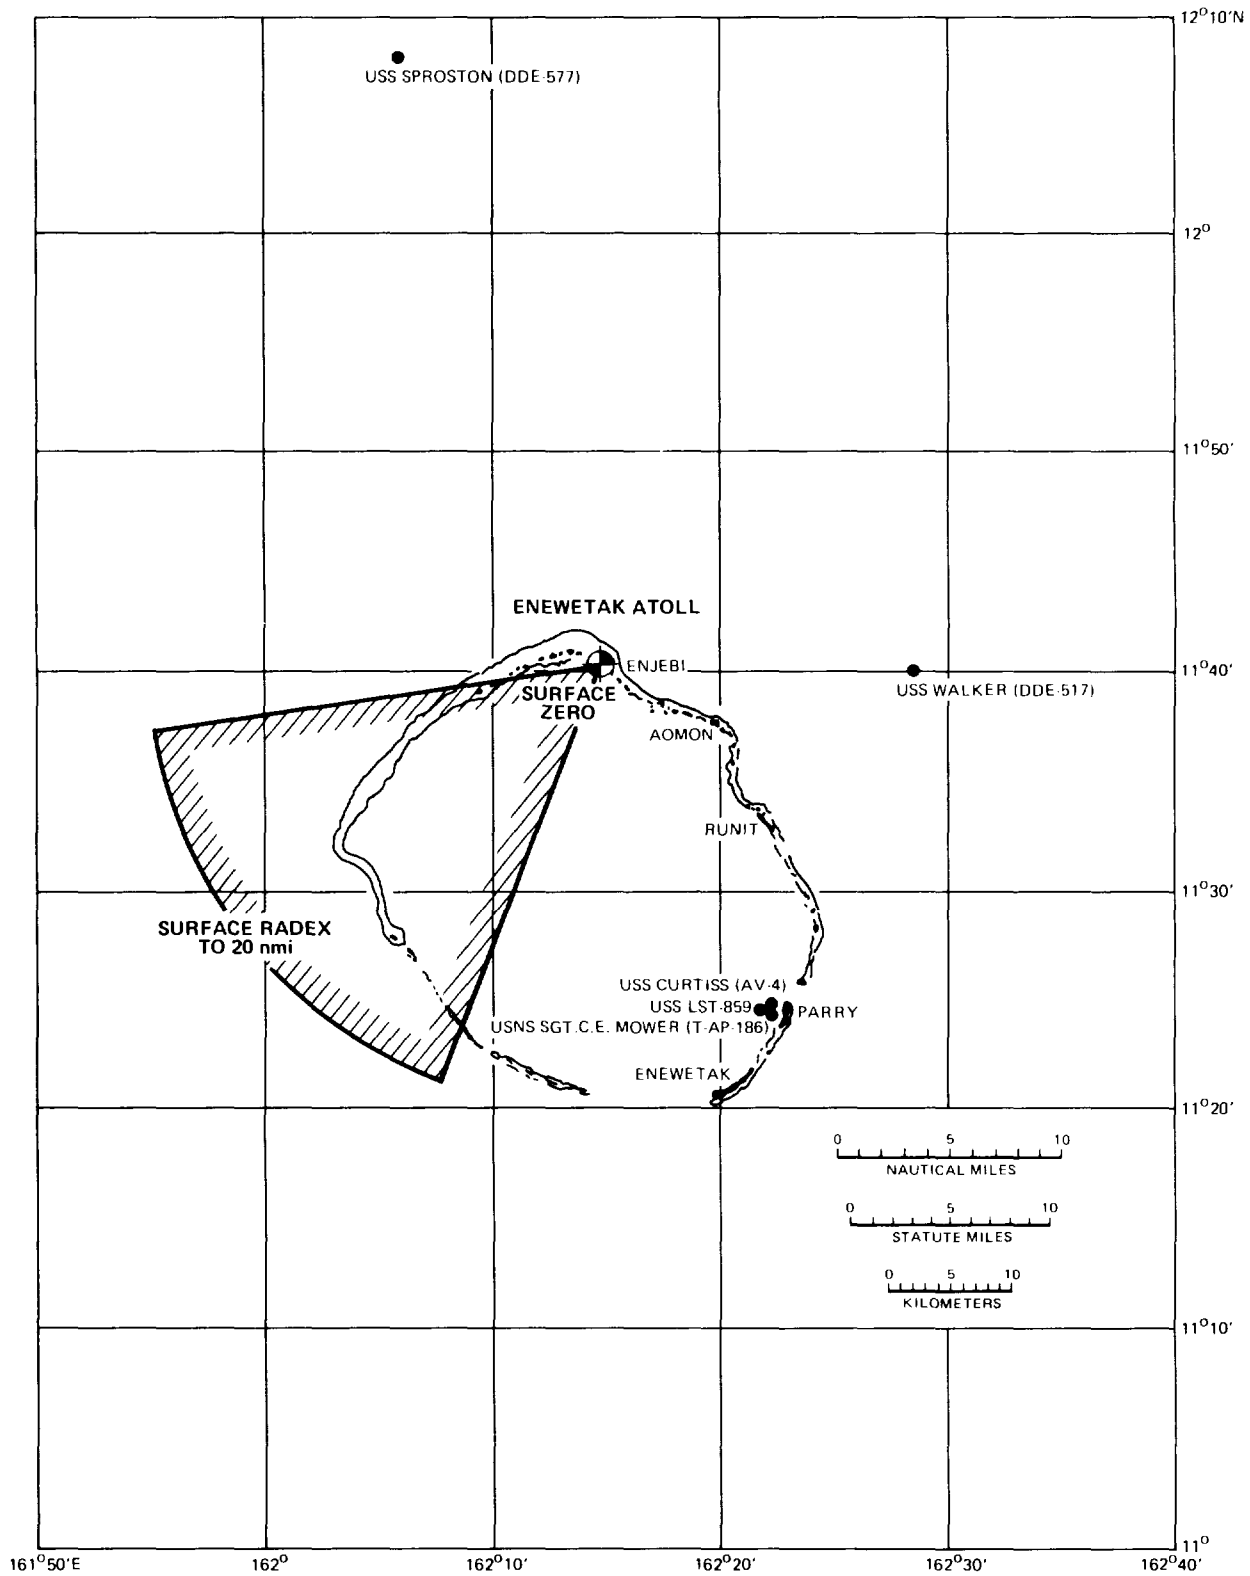 12°10'N
USS SPROSTON (DDE-577)
12°
11°50'
ENEWETAK ATOLL
ENJEBI
11°40'
SURFACE
ZERO
USS WALKER (DDE-517)
AOMON
RUNIT
11°30'
SURFACE RADEX
TO 20 nmi
USS CURTISS (AV-4)
USS LST-859
PARRY
USNS SGT.C.E. MOWER (T-AP-186)
ENEWETAK
11°20'
0 5 10
NAUTICAL MILES
0 5 10
STATUTE MILES
0 5 10
KILOMETERS
11°10'
11°
161°50'E 162° 162°10' 162°20' 162°30' 162°40'